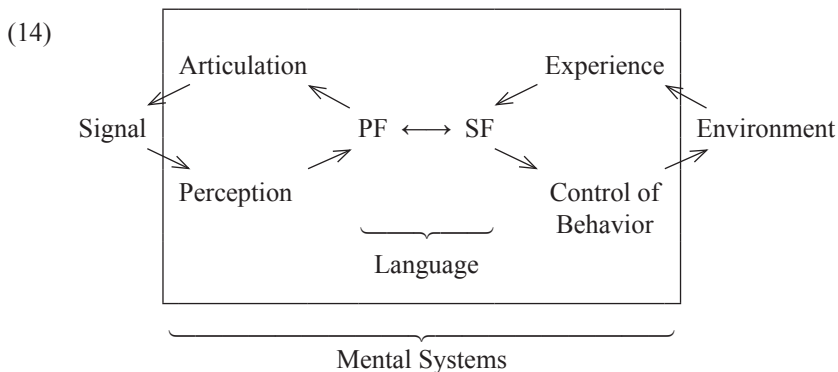 (14)
Articulation Experience
Signal PF SF Environment
Perception Control of
Behavior
Language
Mental Systems